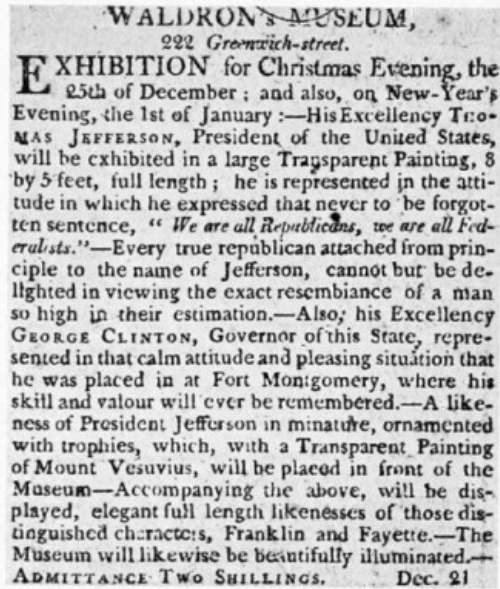 WALDRON's MUSEUM,
222 Greenwich-street.
EXHIBITION for Christmas Evening, the
25th of December; and also, on New-Year's
Evening, the 1st of January:—His Excellency THO-
MAS JEFFERSON, President of the United States,
will be exhibited in a large Transparent Painting, 8
by 5 feet, full length; he is represented in the atti-
tude in which he expressed that never to be forgot-
ten sentence, "We are all Republicans, we are all Fed-
eralists."—Every true republican attached from prin-
ciple to the name of Jefferson, cannot but be de-
lighted in viewing the exact resemblance of a man
so high in their estimation.—Also, his Excellency
GEORGE CLINTON, Governor of this State, repre-
sented in that calm attitude and pleasing situation that
he was placed in at Fort Montgomery, where his
skill and valour will ever be remembered.—A like-
ness of President Jefferson in minature, ornamented
with trophies, which, with a Transparent Painting
of Mount Vesuvius, will be placed in front of the
Museum—Accompanying the above, will be dis-
played, elegant full length likenesses of those dis-
tinguished characters, Franklin and Fayette.—The
Museum will likewise be beautifully illuminated.—
ADMITTANCE TWO SHILLINGS. Dec. 21